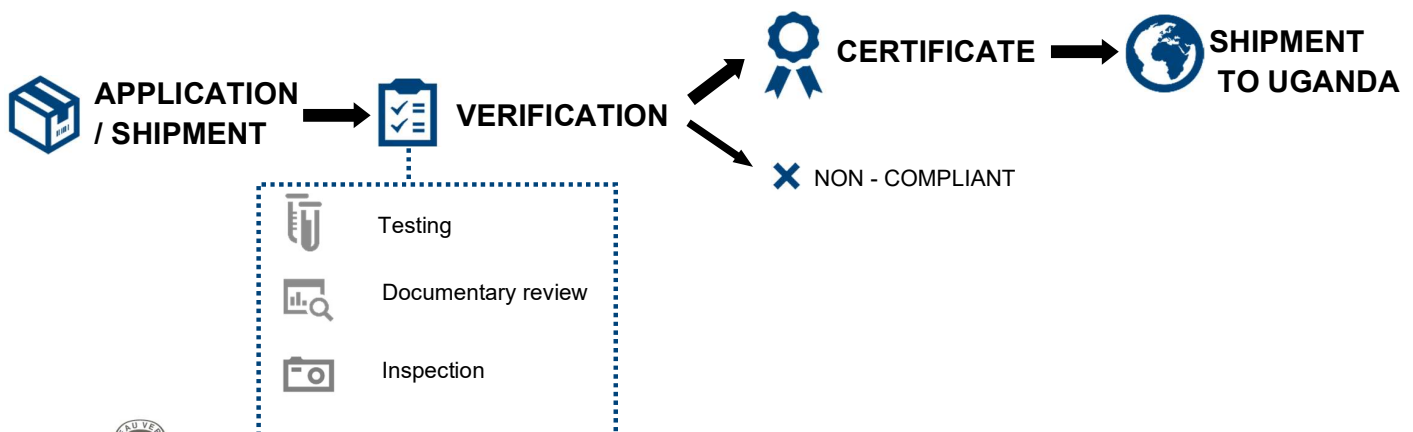 APPLICATION
/ SHIPMENT
VERIFICATION
CERTIFICATE
SHIPMENT
TO UGANDA
NON - COMPLIANT
Testing
Documentary review
Inspection